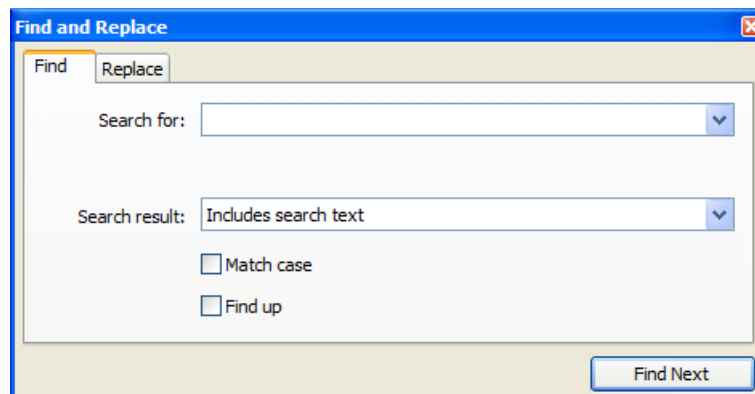 Find and Replace
Find Replace
Search for:
Search result: Includes search text
Match case
Find up
Find Next